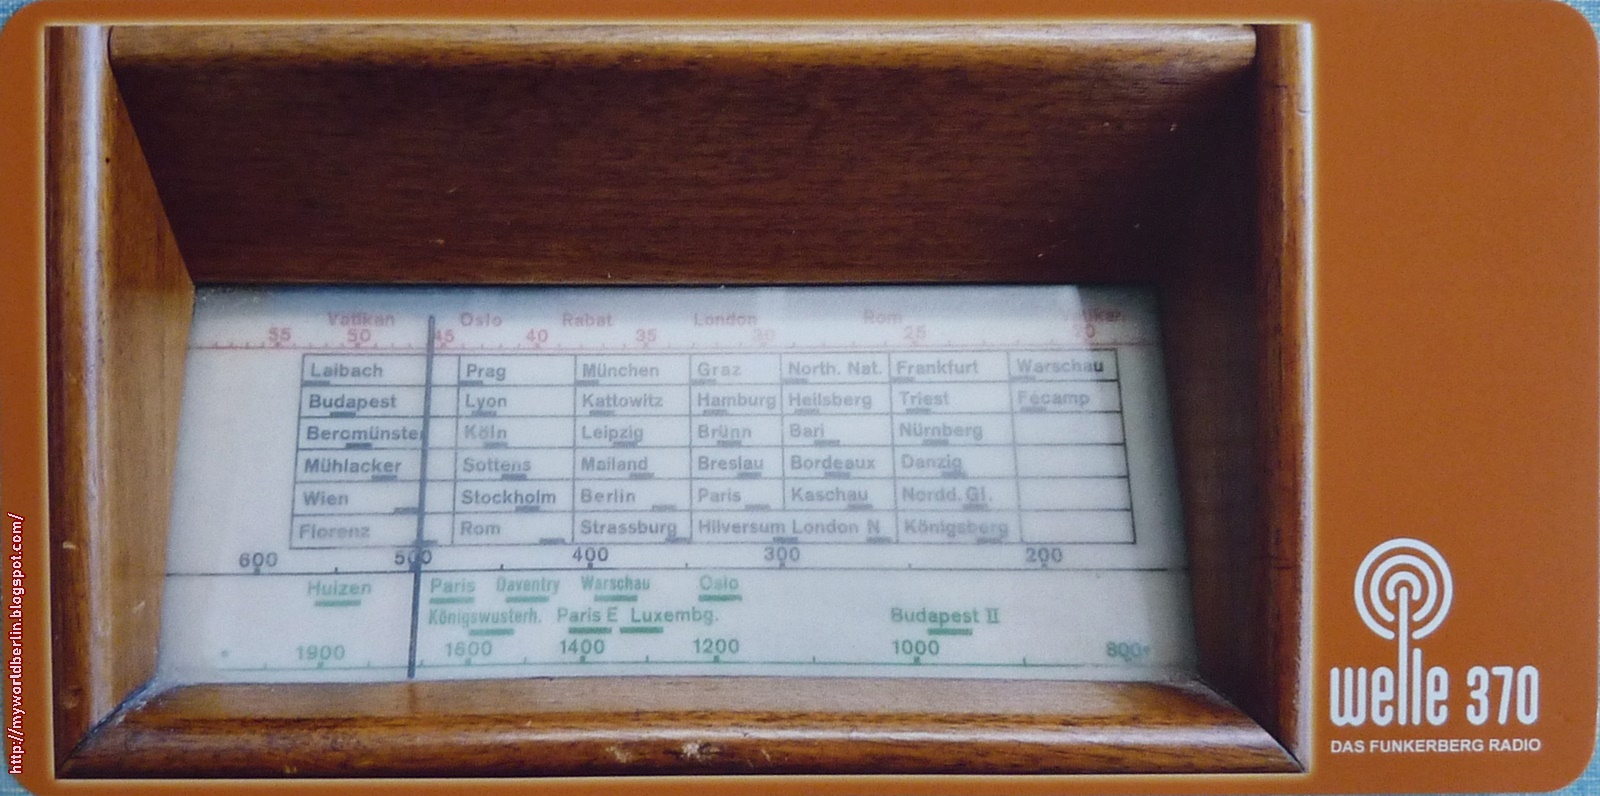 Vatikan Oslo Rabat London Rom
55 50 45 40 35 30 25 20
Laibach Prag München Graz North. Nat. Frankfurt Warschau
Budapest Lyon Kattowitz Hamburg Heilsberg Triest Fécamp
Beromünster Köln Leipzig Brünn Bari Nürnberg
Mühlacker Sottens Mailand Breslau Bordeaux Danzig
Wien Stockholm Berlin Paris Kaschau Nordd. Gl.
Florenz Rom Strassburg Hilversum London N. Königsberg
600 500 400 300 200
Huizen Paris Daventry Warschau Oslo
Königswusterh. Paris E Luxembg. Budapest II
1900 1600 1400 1200 1000 800
welle 370
DAS FUNKERBERG RADIO
http://myworldberlin.blogspot.com/